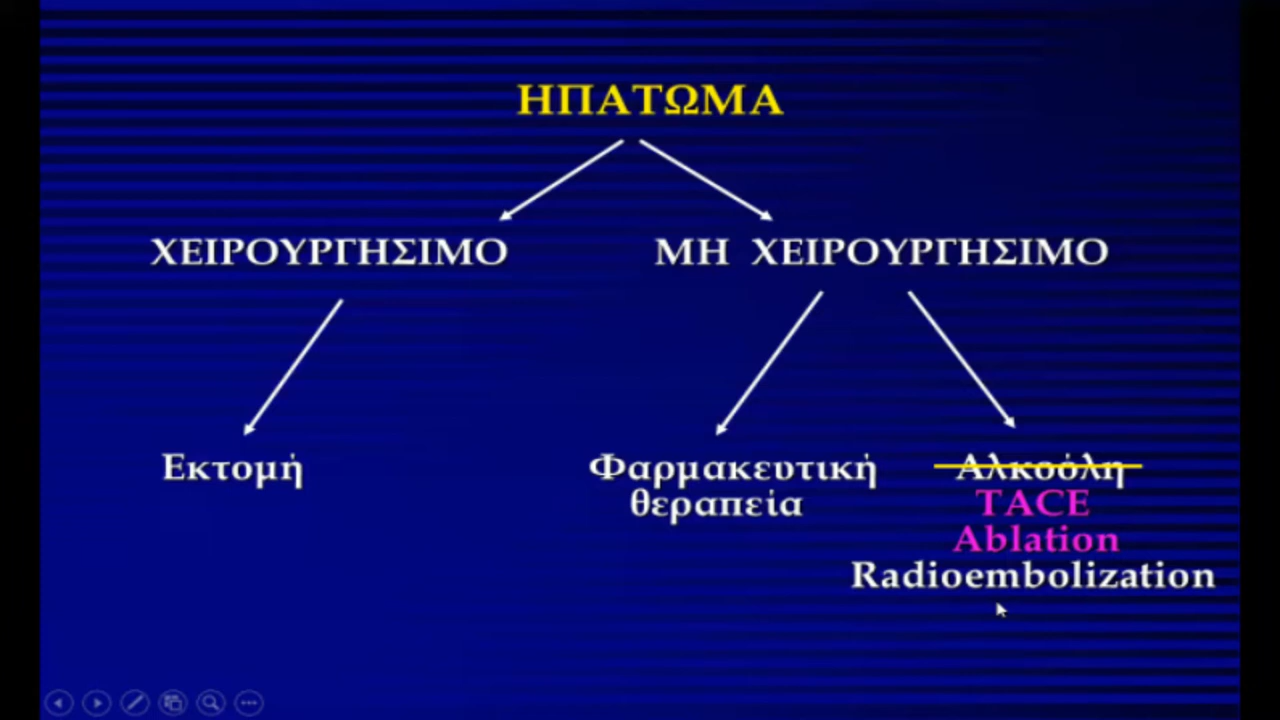 ΗΠΑΤΩΜΑ
ΧΕΙΡΟΥΡΓΗΣΙΜΟ
ΜΗ ΧΕΙΡΟΥΡΓΗΣΙΜΟ
Εκτομή
Φαρμακευτική
θεραπεία
Αλκοόλη
TACE
Ablation
Radioembolization